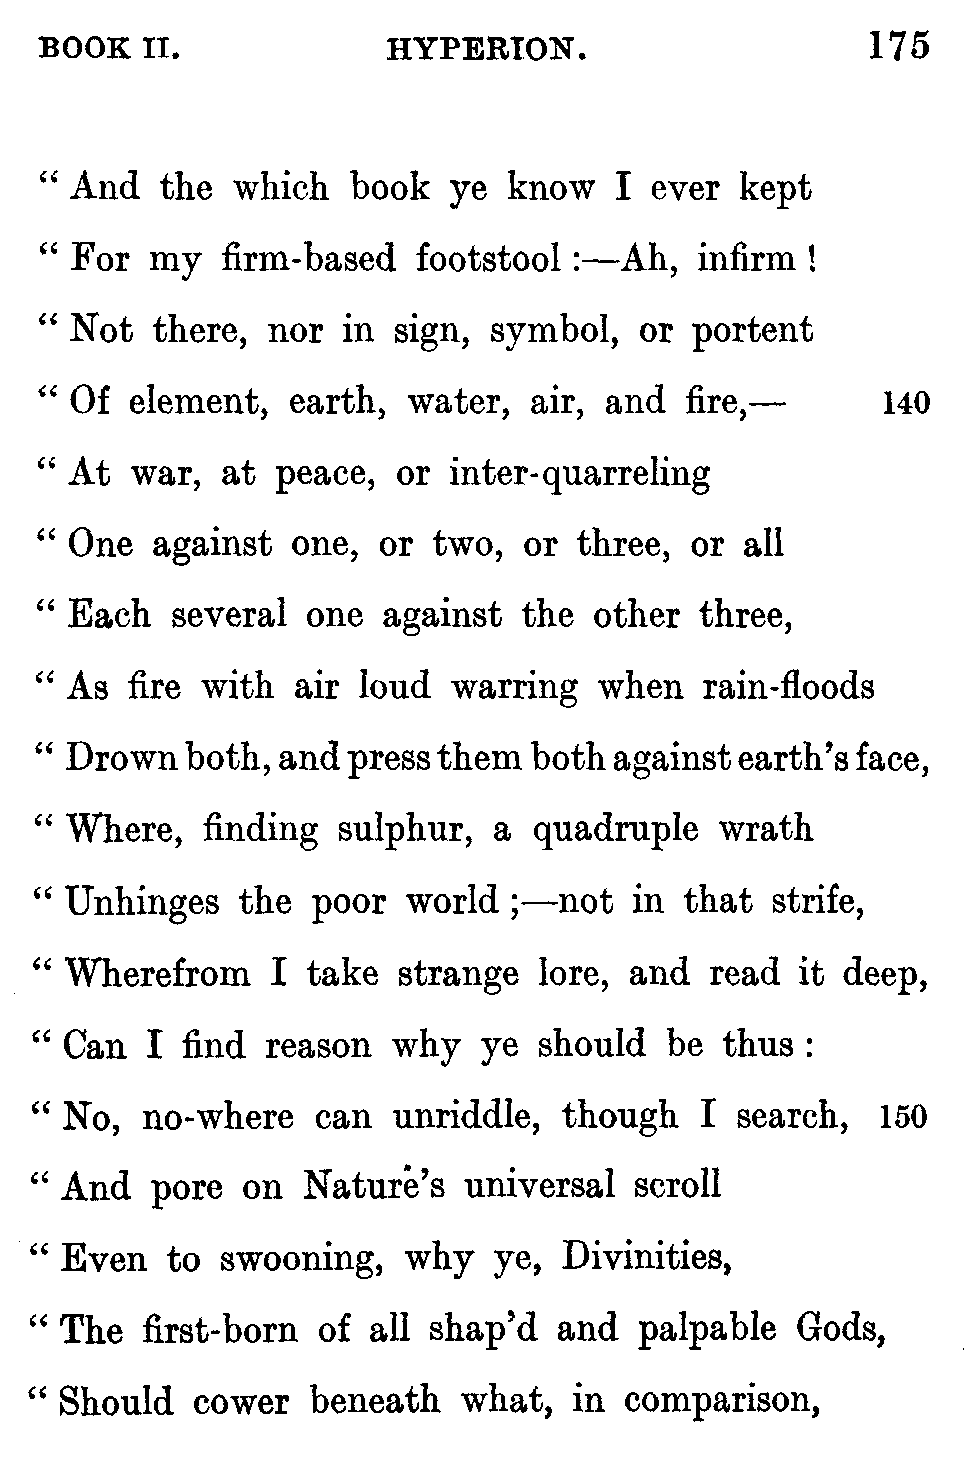 BOOK II. HYPERION. 175
“ And the which book ye know I ever kept
“ For my firm-based footstool :—Ah, infirm !
“ Not there, nor in sign, symbol, or portent
“ Of element, earth, water, air, and fire,— 140
“ At war, at peace, or inter-quarreling
“ One against one, or two, or three, or all
“ Each several one against the other three,
“ As fire with air loud warring when rain-floods
“ Drown both, and press them both against earth’s face,
“ Where, finding sulphur, a quadruple wrath
“ Unhinges the poor world ;—not in that strife,
“ Wherefrom I take strange lore, and read it deep,
“ Can I find reason why ye should be thus :
“ No, no-where can unriddle, though I search, 150
“ And pore on Nature’s universal scroll
“ Even to swooning, why ye, Divinities,
“ The first-born of all shap’d and palpable Gods,
“ Should cower beneath what, in comparison,